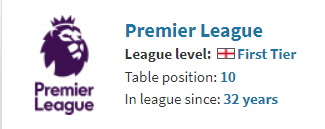 Premier League
League level: First Tier
Table position: 10
In league since: 32 years
Premier
League